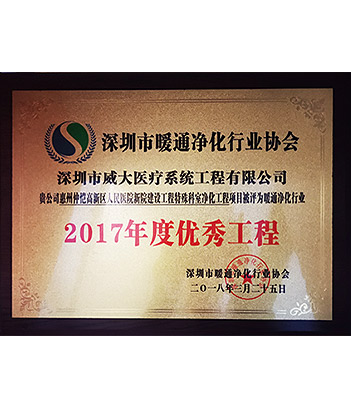 深圳市暖通净化行业协会
深圳市威大医疗系统工程有限公司
贵公司惠州仲恺高新区人民医院新院建设工程特殊科室净化工程项目被评为暖通净化行业
2017年度优秀工程
深圳市暖通净化行业协会
二〇一八年三月二十五日